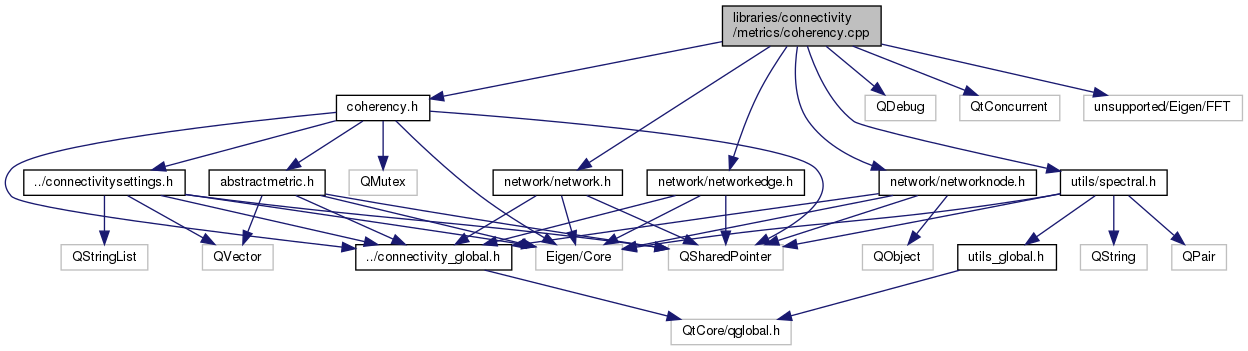 libraries/connectivity
/metrics/coherency.cpp
coherency.h
QDebug
QtConcurrent
unsupported/Eigen/FFT
../connectivitysettings.h
abstractmetric.h
QMutex
network/network.h
network/networkedge.h
network/networknode.h
utils/spectral.h
QStringList
QVector
../connectivity_global.h
Eigen/Core
QSharedPointer
QObject
utils_global.h
QString
QPair
QtCore/qglobal.h